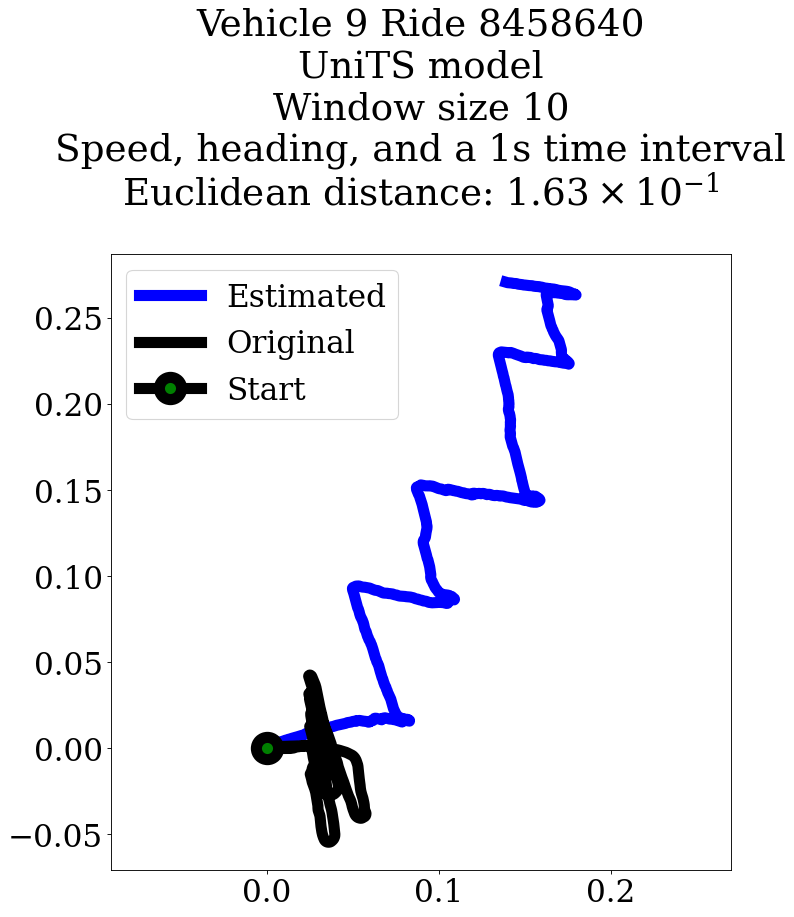 Vehicle 9 Ride 8458640
UniTS model
Window size 10
Speed, heading, and a 1s time interval
Euclidean distance: 1.63 × 10⁻¹
Estimated
Original
Start
0.25
0.20
0.15
0.10
0.05
0.00
−0.05
0.0 0.1 0.2